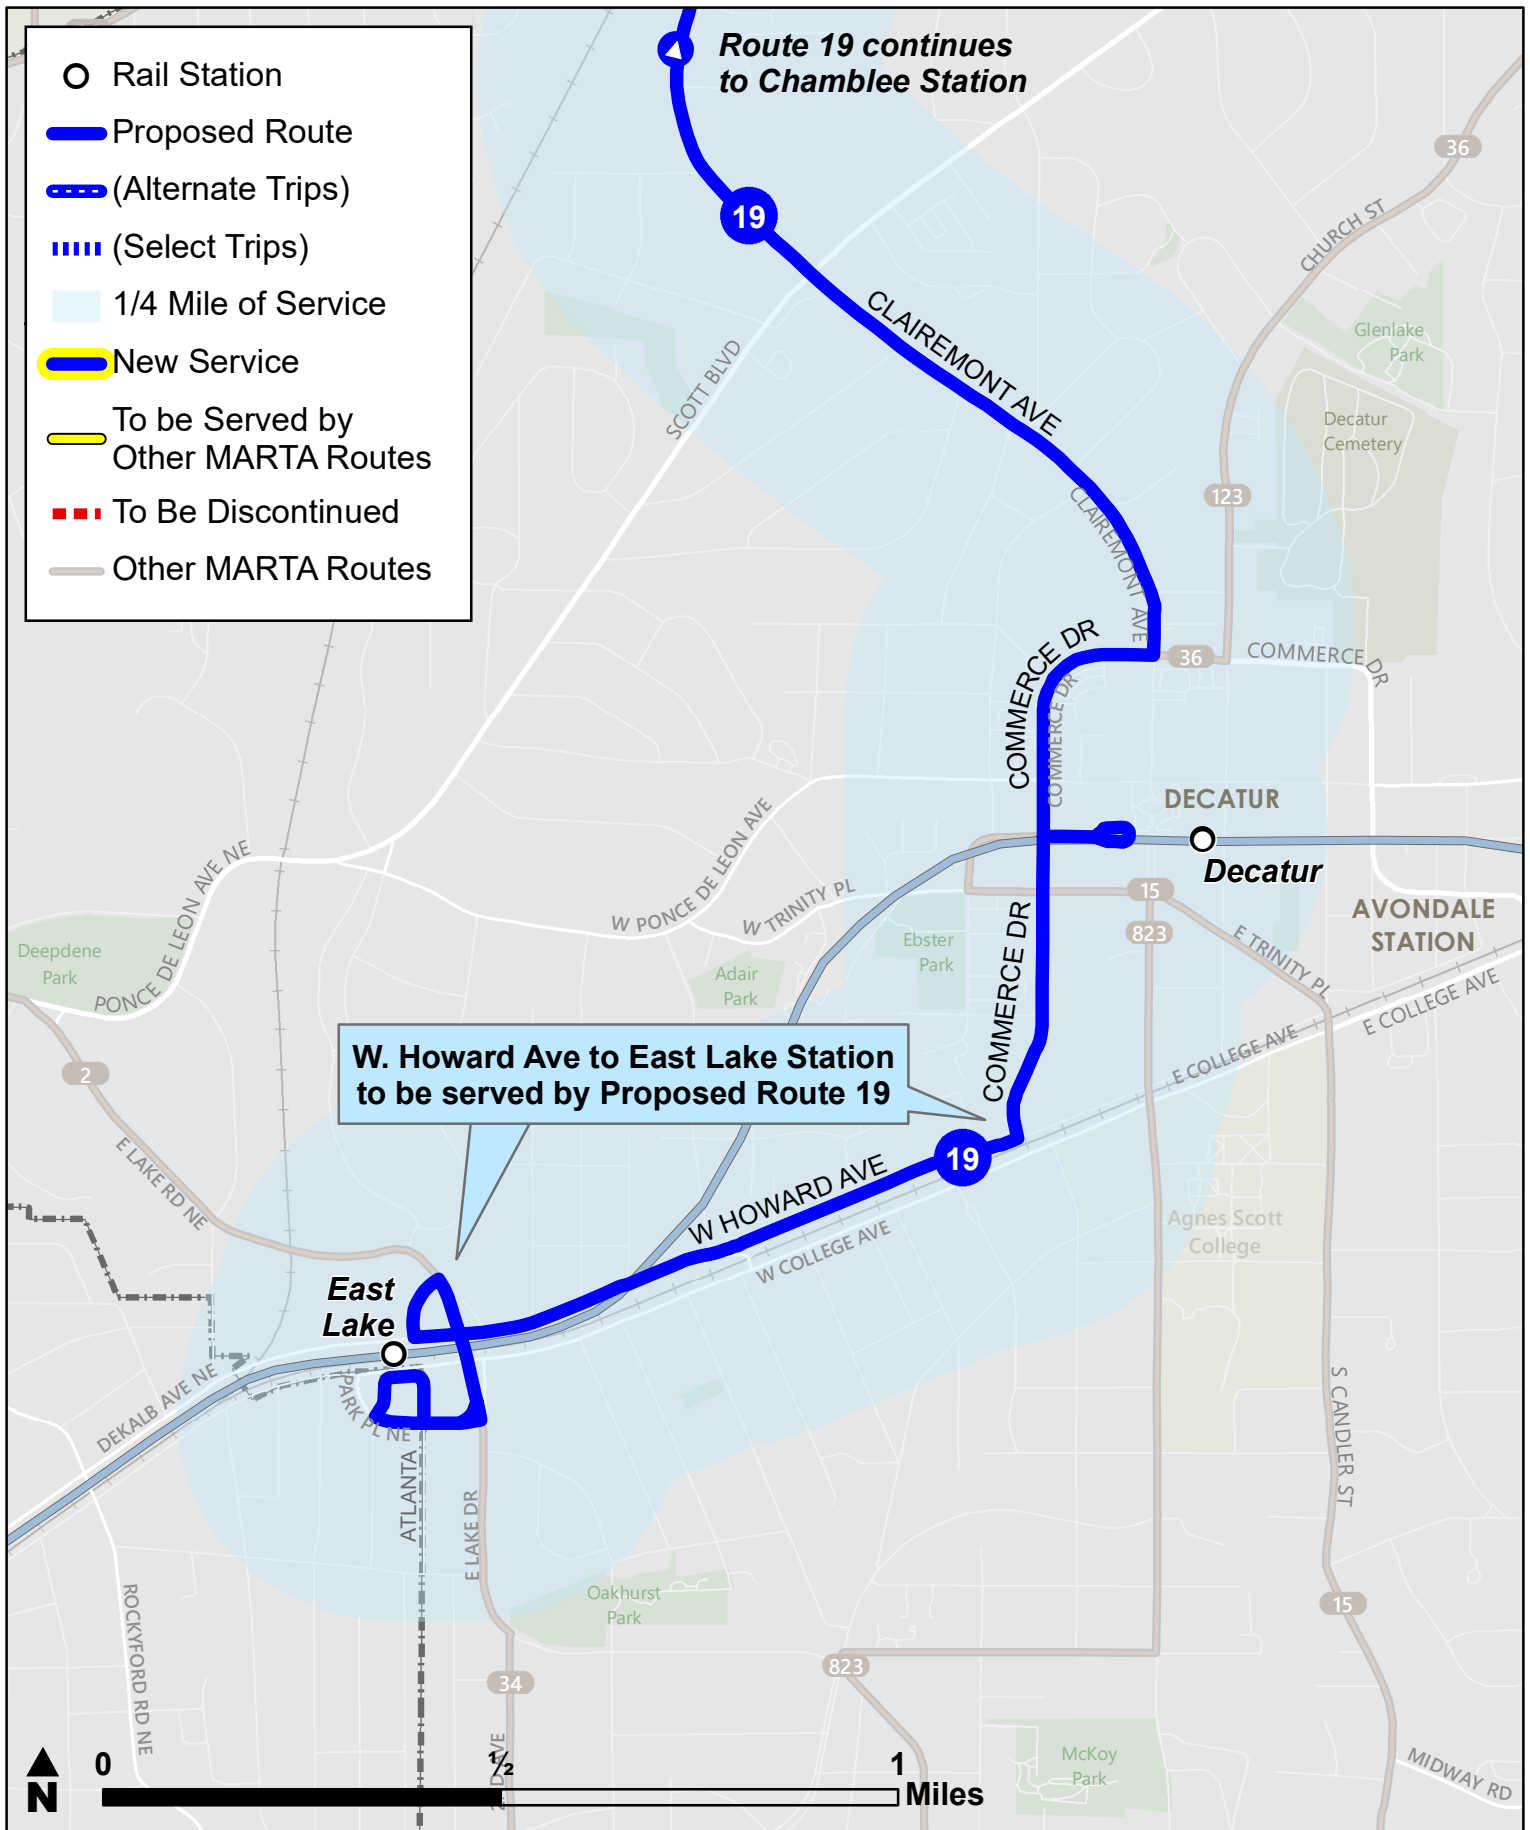 Rail Station
Proposed Route
(Alternate Trips)
(Select Trips)
1/4 Mile of Service
New Service
To be Served by
Other MARTA Routes
To Be Discontinued
Other MARTA Routes
Route 19 continues
to Chamblee Station
36
19
CHURCH ST
CLAIREMONT AVE
Glenlake
Park
SCOTT BLVD
Decatur
Cemetery
123
CLAIREMONT AVE
COMMERCE DR
36
COMMERCE DR
COMMERCE DR
DECATUR
Decatur
PONCE DE LEON AVE NE
W PONCE DE LEON AVE
W TRINITY PL
15
AVONDALE
STATION
823
E TRINITY PL
Deepdene
Park
Ebster
Park
Adair
Park
COMMERCE DR
E COLLEGE AVE
E COLLEGE AVE
W. Howard Ave to East Lake Station
to be served by Proposed Route 19
2
E LAKE RD NE
19
W HOWARD AVE
W COLLEGE AVE
Agnes Scott
College
East
Lake
DEKALB AVE NE
PARK PL NE
ATLANTA
E LAKE DR
S CANDLER ST
ROCKYFORD RD NE
Oakhurst
Park
15
823
34
McKoy
Park
MIDWAY RD
N
0
½
1
Miles